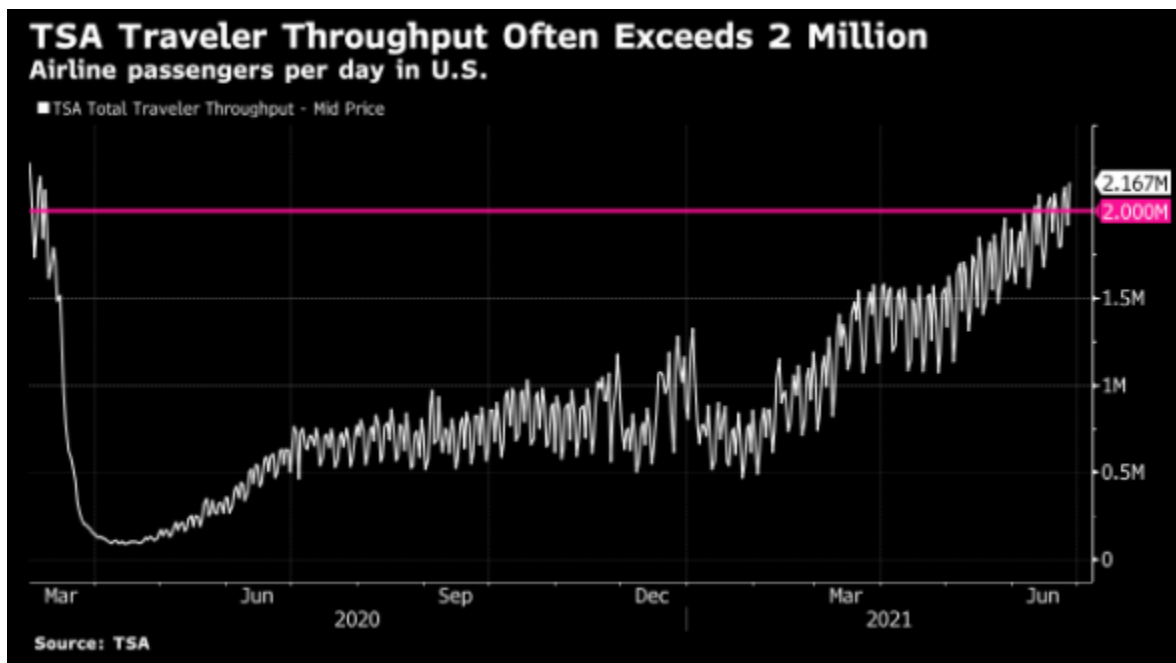 TSA Traveler Throughput Often Exceeds 2 Million
Airline passengers per day in U.S.
TSA Total Traveler Throughput - Mid Price
2.167M
2.000M
1.5M
1M
0.5M
0
Mar Jun Sep Dec Mar Jun
2020 2021
Source: TSA